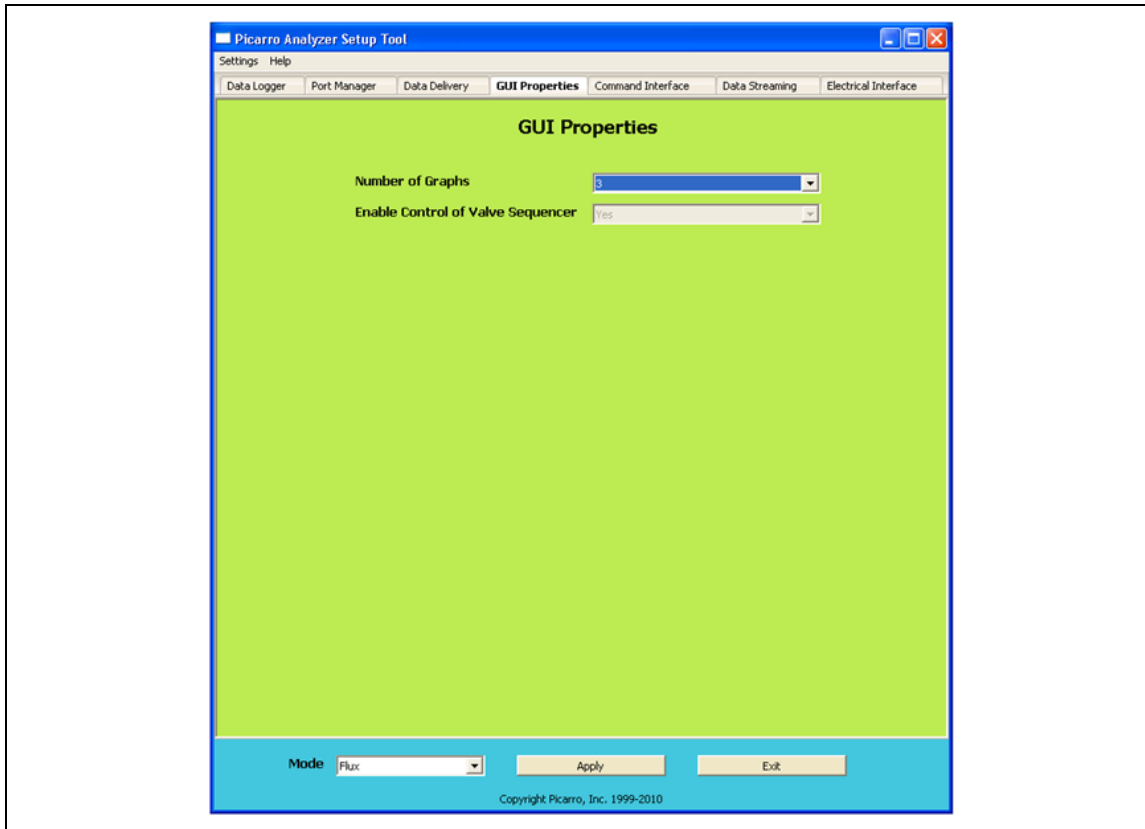 Picarro Analyzer Setup Tool
Settings Help
Data Logger Port Manager Data Delivery GUI Properties Command Interface Data Streaming Electrical Interface
GUI Properties
Number of Graphs 3
Enable Control of Valve Sequencer Yes
Mode Flux Apply Exit
Copyright Picarro, Inc. 1999-2010